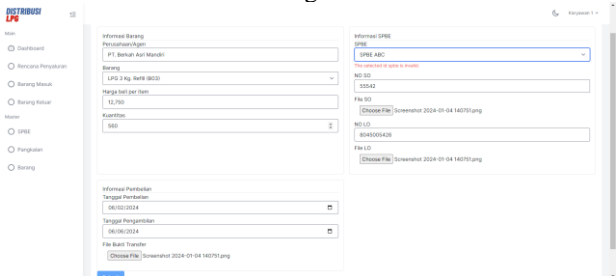 DISTRIBUSI
LPG
Karyawan 1
Main
Dashboard
Rencana Penyaluran
Barang Masuk
Barang Keluar
Master
SPBE
Pangkalan
Barang
Informasi Barang
Perusahaan/Agen
PT. Berkah Asri Mandiri
Barang
LPG 3 Kg, Refill (BG3)
Harga beli per item
12,750
Kuantitas
560
Informasi SPBE
SPBE
SPBE ABC
The selected id spbe is invalid.
NO SO
55542
File SO
Choose File Screenshot 2024-01-04 140751.png
NO LO
8045005426
File LO
Choose File Screenshot 2024-01-04 140751.png
Informasi Pembelian
Tanggal Pembelian
06/02/2024
Tanggal Pengambilan
06/06/2024
File Bukti Transfer
Choose File Screenshot 2024-01-04 140751.png